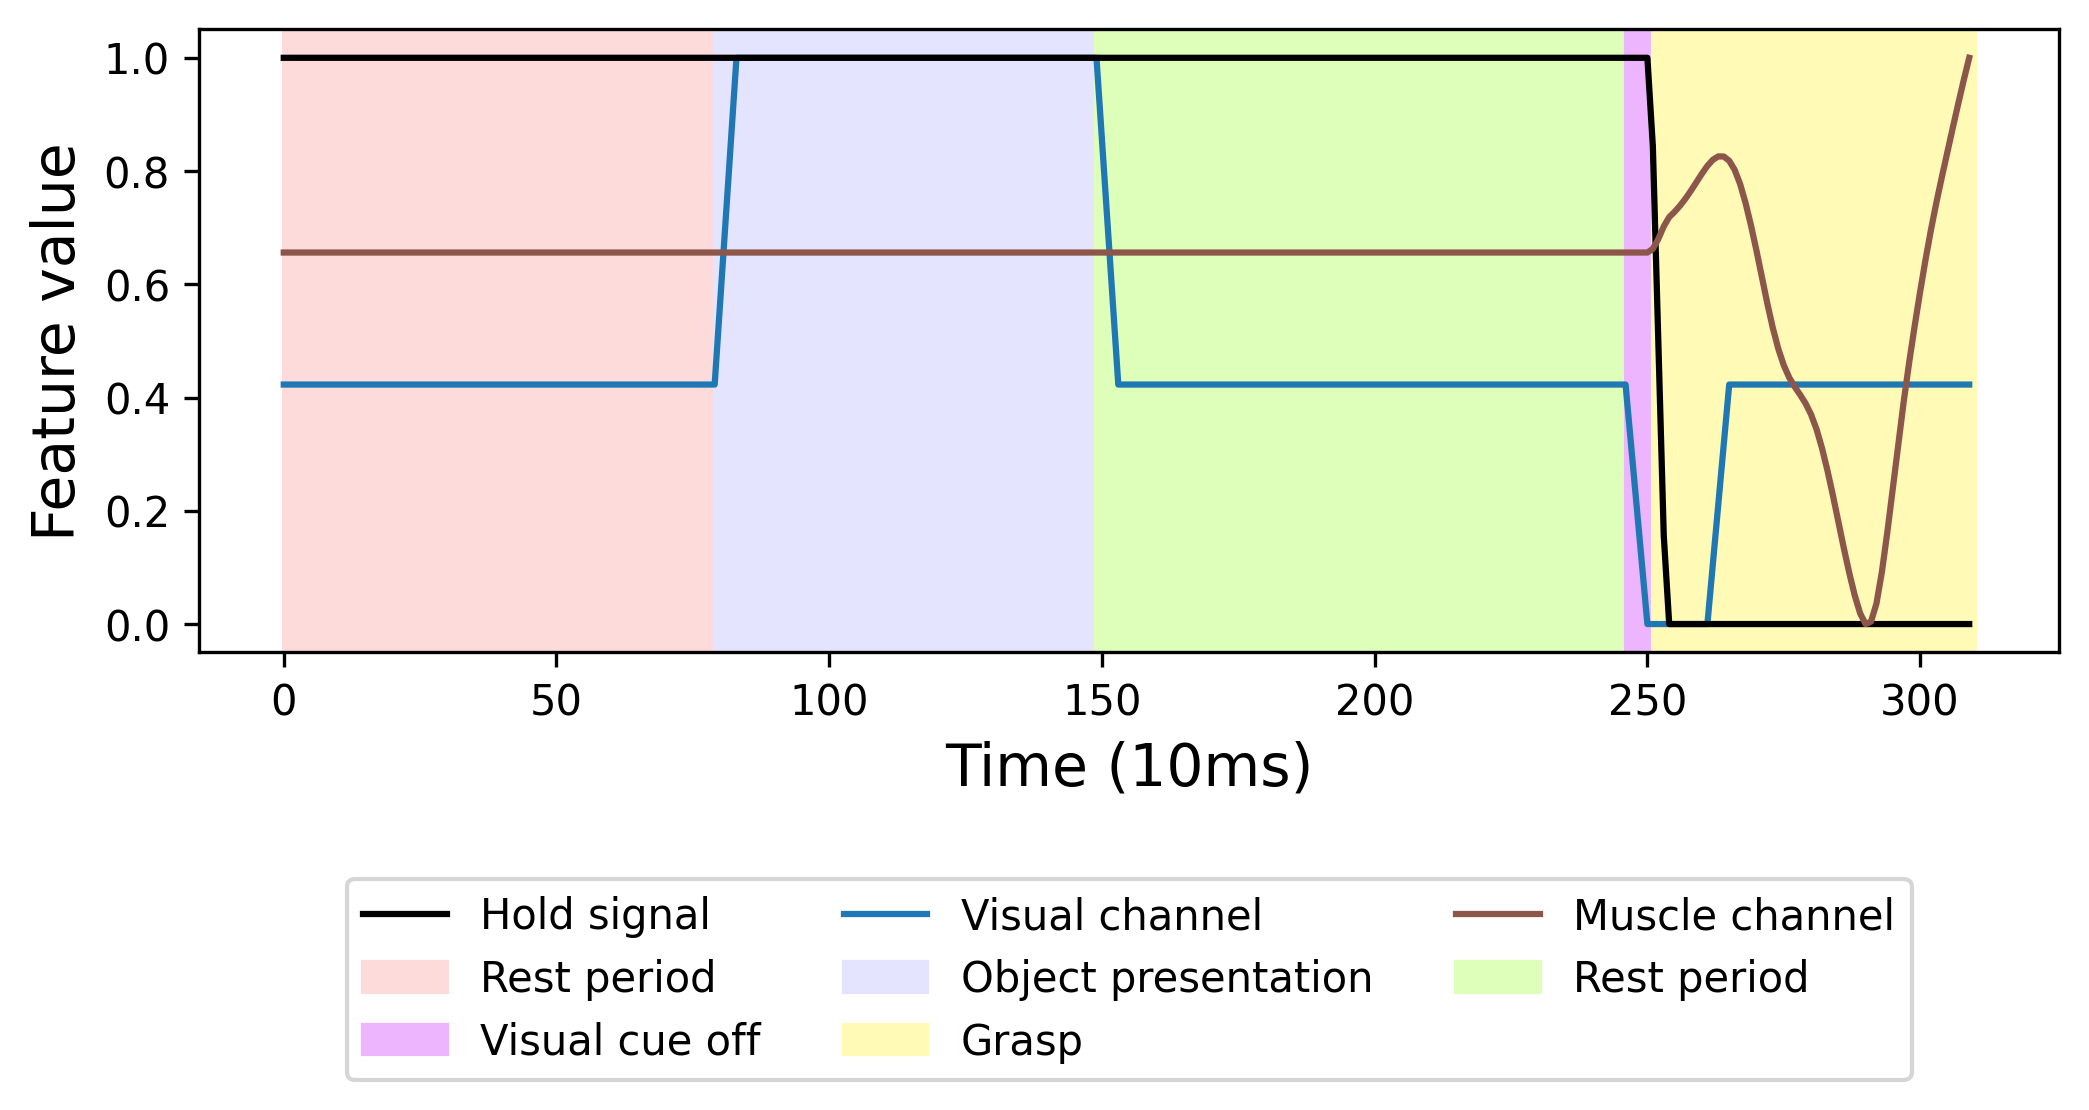 1.0
0.8
0.6
0.4
0.2
0.0
Feature value
0 50 100 150 200 250 300
Time (10ms)
Hold signal Visual channel Muscle channel
Rest period Object presentation Rest period
Visual cue off Grasp